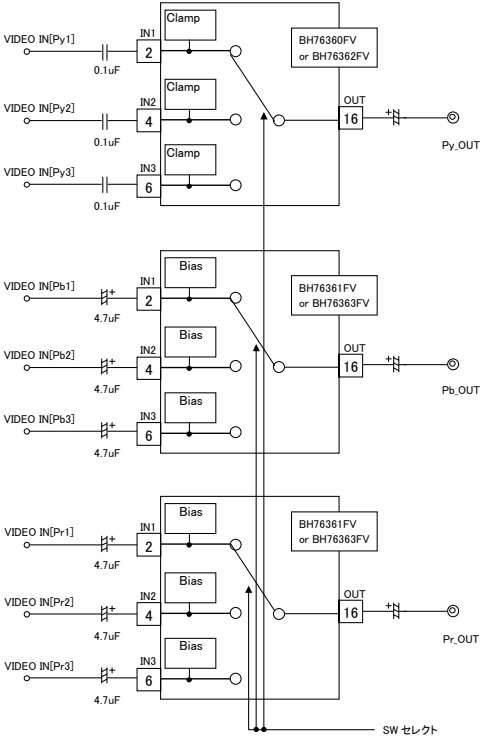 VIDEO IN[Py1]
0.1uF
IN1
2
Clamp
BH76360FV
or BH76362FV
VIDEO IN[Py2]
0.1uF
IN2
4
Clamp
OUT
16
Py_OUT
VIDEO IN[Py3]
0.1uF
IN3
6
Clamp
VIDEO IN[Pb1]
+
4.7uF
IN1
2
Bias
BH76361FV
or BH76363FV
VIDEO IN[Pb2]
+
4.7uF
IN2
4
Bias
OUT
16
+
Pb_OUT
VIDEO IN[Pb3]
+
4.7uF
IN3
6
Bias
VIDEO IN[Pr1]
+
4.7uF
IN1
2
Bias
BH76361FV
or BH76363FV
VIDEO IN[Pr2]
+
4.7uF
IN2
4
Bias
OUT
16
+
Pr_OUT
VIDEO IN[Pr3]
+
4.7uF
IN3
6
Bias
SW セレクト